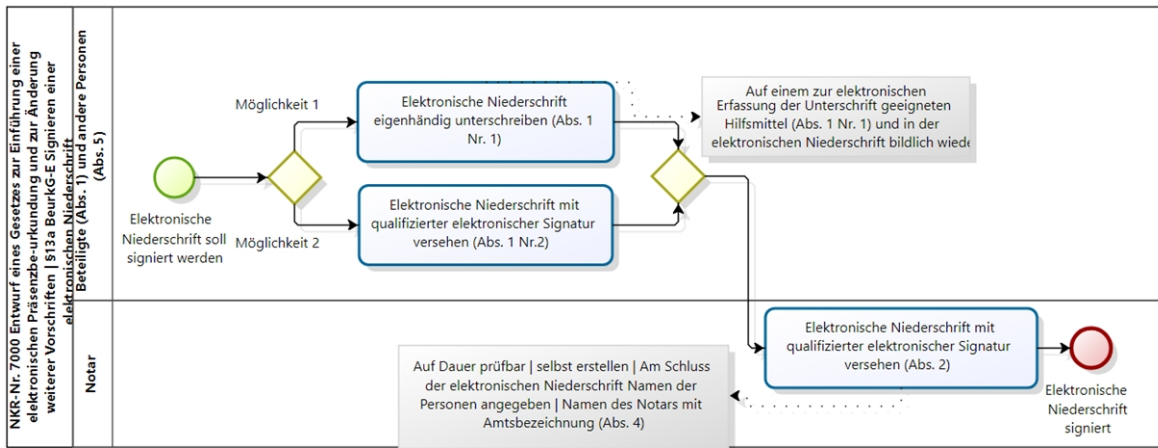 NKR-Nr. 7000 Entwurf eines Gesetzes zur Einführung einer
elektronischen Präsenzbe-urkundung und zur Änderung
weiterer Vorschriften | §13a BeurkG-E Signieren einer
elektronischen Niederschrift
Beteiligte (Abs. 1) und andere Personen
(Abs. 5)
Elektronische
Niederschrift soll
signiert werden
Möglichkeit 1
Elektronische Niederschrift
eigenhändig unterschreiben (Abs. 1
Nr. 1)
Auf einem zur elektronischen
Erfassung der Unterschrift geeigneten
Hilfsmittel (Abs. 1 Nr. 1) und in der
elektronischen Niederschrift bildlich wiede
Möglichkeit 2
Elektronische Niederschrift mit
qualifizierter elektronischer Signatur
versehen (Abs. 1 Nr.2)
Notar
Elektronische Niederschrift mit
qualifizierter elektronischer Signatur
versehen (Abs. 2)
Auf Dauer prüfbar | selbst erstellen | Am Schluss
der elektronischen Niederschrift Namen der
Personen angegeben | Namen des Notars mit
Amtsbezeichnung (Abs. 4)
Elektronische
Niederschrift
signiert